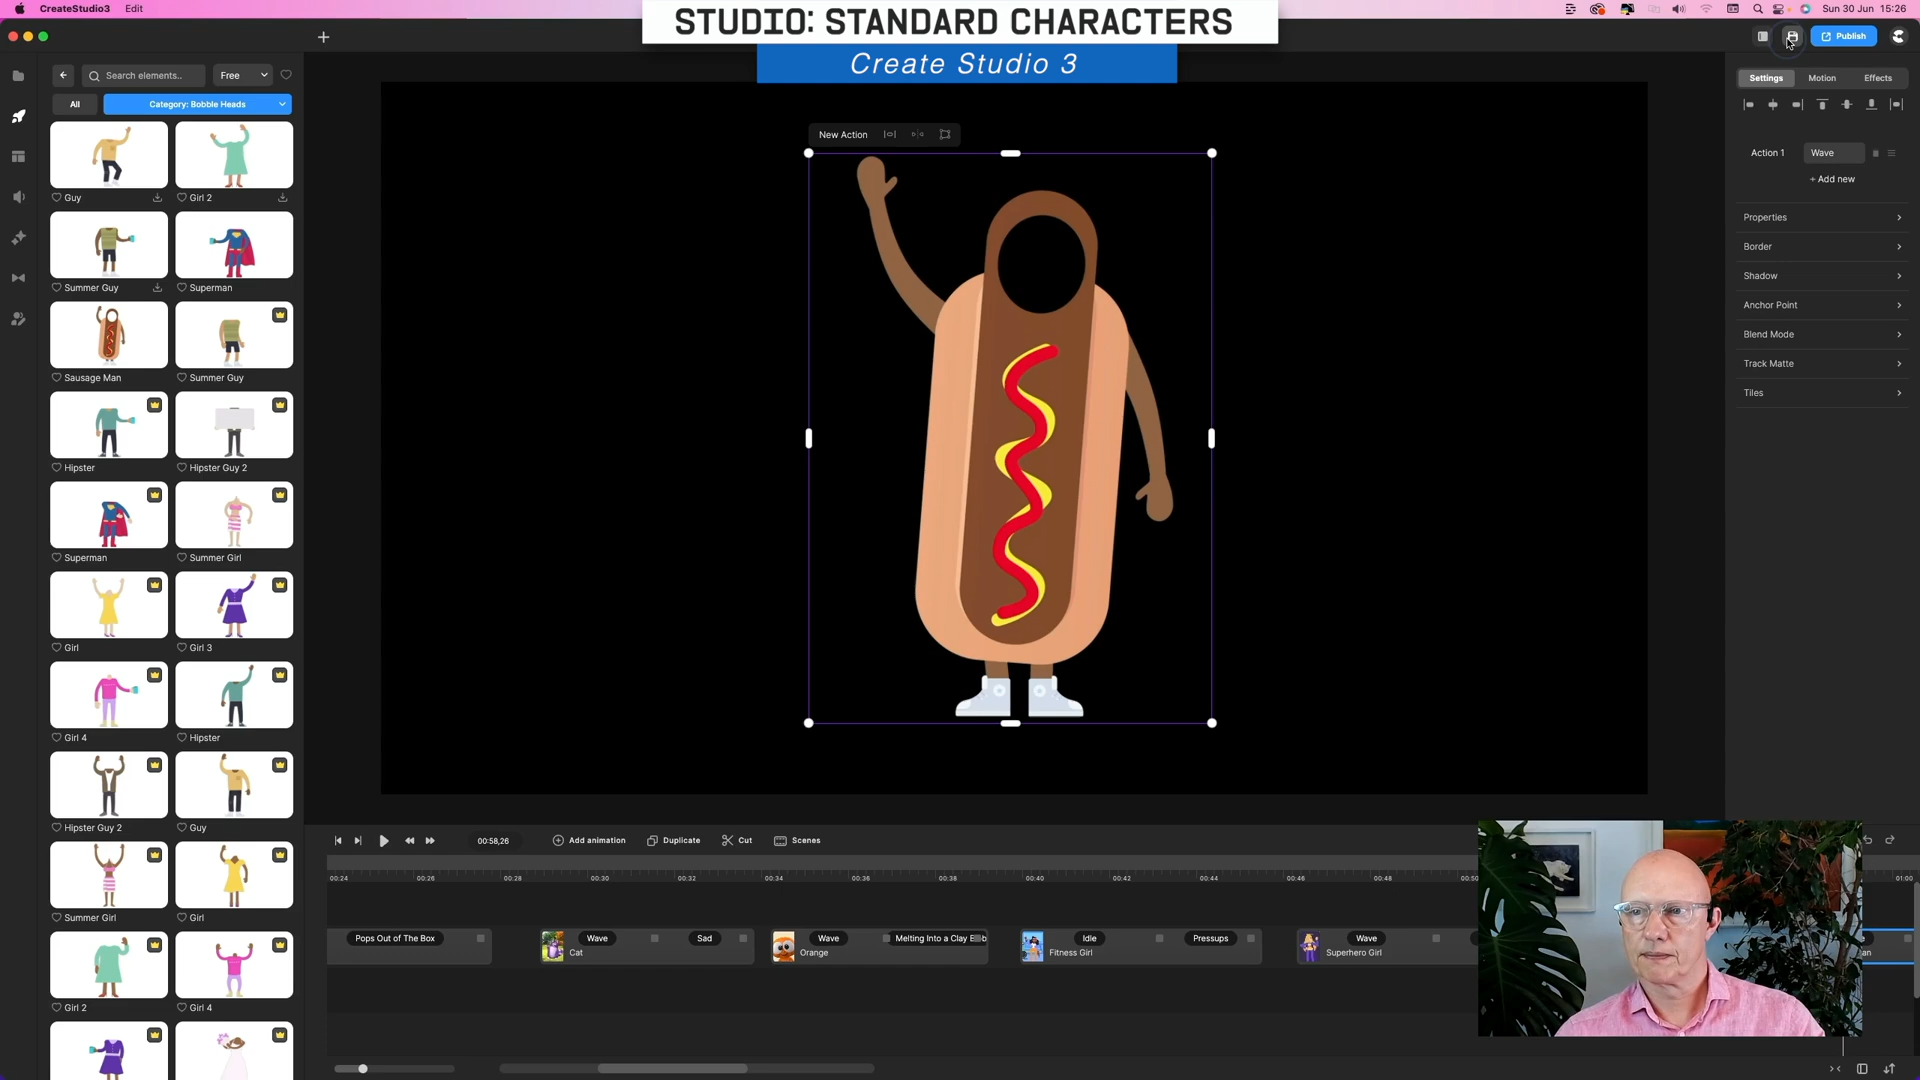 CreateStudio3 Edit
Sun 30 Jun 15:26
STUDIO: STANDARD CHARACTERS
Create Studio 3
Publish
Search elements..
Free
All
Category: Bobble Heads
Guy
Girl 2
Summer Guy
Superman
Sausage Man
Summer Guy
Hipster
Hipster Guy 2
Superman
Summer Girl
Girl
Girl 3
Girl 4
Hipster
Hipster Guy 2
Guy
Summer Girl
Girl
Girl 2
Girl 4
New Action
Settings
Motion
Effects
Action 1
Wave
+ Add new
Properties
Border
Shadow
Anchor Point
Blend Mode
Track Matte
Tiles
00:58,26
Add animation
Duplicate
Cut
Scenes
00:24
00:26
00:28
00:30
00:32
00:34
00:36
00:38
00:40
00:42
00:44
00:46
00:48
00:50
01:00
Pops Out of The Box
Wave
Sad
Cat
Wave
Melting Into a Clay
Orange
Idle
Pressups
Fitness Girl
Wave
Superhero Girl